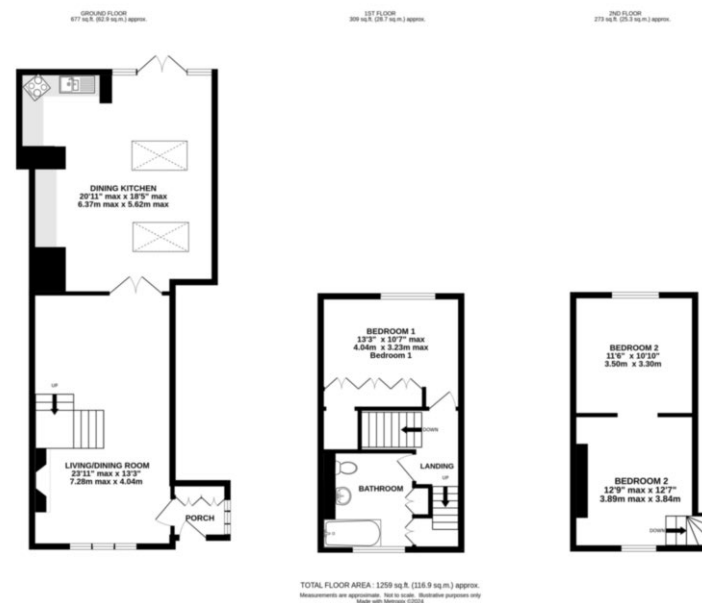 GROUND FLOOR
677 sq.ft. (62.9 sq.m.) approx.
1ST FLOOR
309 sq.ft. (28.7 sq.m.) approx.
2ND FLOOR
273 sq.ft. (25.3 sq.m.) approx.
DINING KITCHEN
20'11" max x 18'5" max
6.37m max x 5.62m max
UP
LIVING/DINING ROOM
23'11" max x 13'3"
7.28m max x 4.04m
PORCH
BEDROOM 1
13'3" x 10'7" max
4.04m x 3.23m max
Bedroom 1
DOWN
LANDING
UP
BATHROOM
BEDROOM 2
11'6" x 10'10"
3.50m x 3.30m
BEDROOM 2
12'9" max x 12'7"
3.89m max x 3.84m
DOWN
TOTAL FLOOR AREA : 1259 sq.ft. (116.9 sq.m.) approx.
Measurements are approximate. Not to scale. Illustrative purposes only
Made with Metropix ©2024